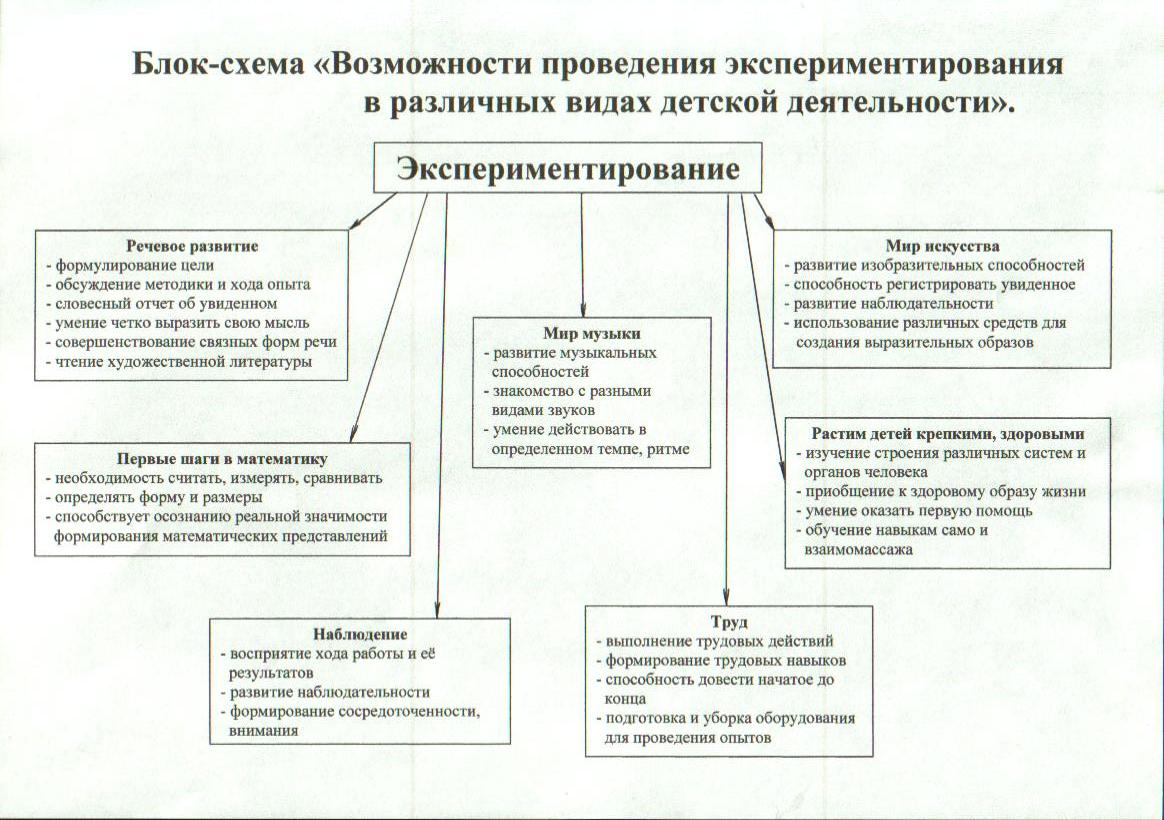 Блок-схема «Возможности проведения экспериментирования
в различных видах детской деятельности».
Экспериментирование
Речевое развитие
- формулирование цели
- обсуждение методики и хода опыта
- словесный отчет об увиденном
- умение четко выразить свою мысль
- совершенствование связных форм речи
- чтение художественной литературы
Мир искусства
- развитие изобразительных способностей
- способность регистрировать увиденное
- развитие наблюдательности
- использование различных средств для
создания выразительных образов
Мир музыки
- развитие музыкальных
способностей
- знакомство с разными
видами звуков
- умение действовать в
определенном темпе, ритме
Первые шаги в математику
- необходимость считать, измерять, сравнивать
- определять форму и размеры
- способствует осознанию реальной значимости
формирования математических представлений
Растим детей крепкими, здоровыми
- изучение строения различных систем и
органов человека
- приобщение к здоровому образу жизни
- умение оказать первую помощь
- обучение навыкам само и
взаимомассажа
Наблюдение
- восприятие хода работы и её
результатов
- развитие наблюдательности
- формирование сосредоточенности,
внимания
Труд
- выполнение трудовых действий
- формирование трудовых навыков
- способность довести начатое до
конца
- подготовка и уборка оборудования
для проведения опытов